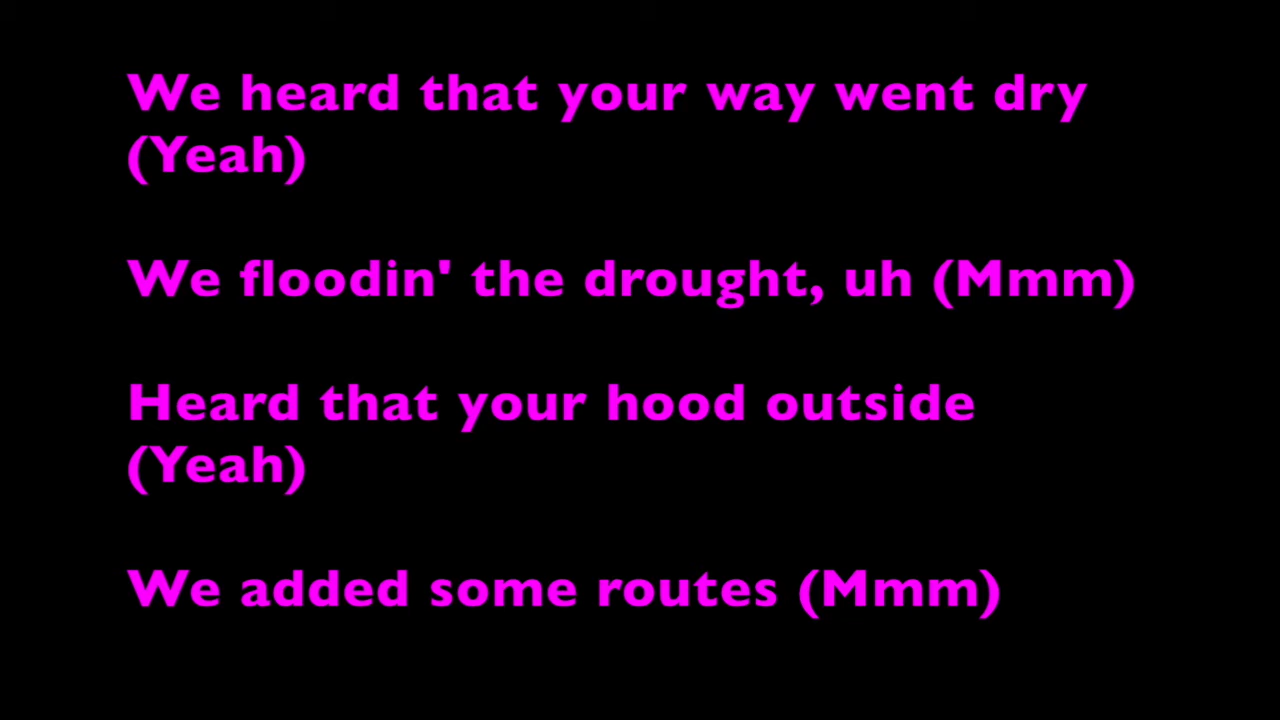 We heard that your way went dry
(Yeah)
We floodin' the drought, uh (Mmm)
Heard that your hood outside
(Yeah)
We added some routes (Mmm)